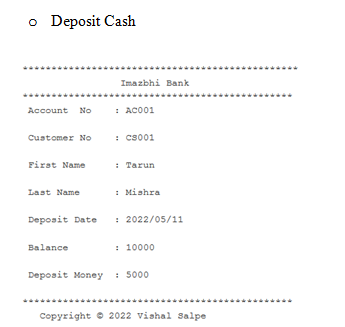 o Deposit Cash
**************************************************
Imazbhi Bank
*************************************************
Account No : AC001
Customer No : CS001
First Name : Tarun
Last Name : Mishra
Deposit Date : 2022/05/11
Balance : 10000
Deposit Money : 5000
*************************************************
Copyright © 2022 Vishal Salpe